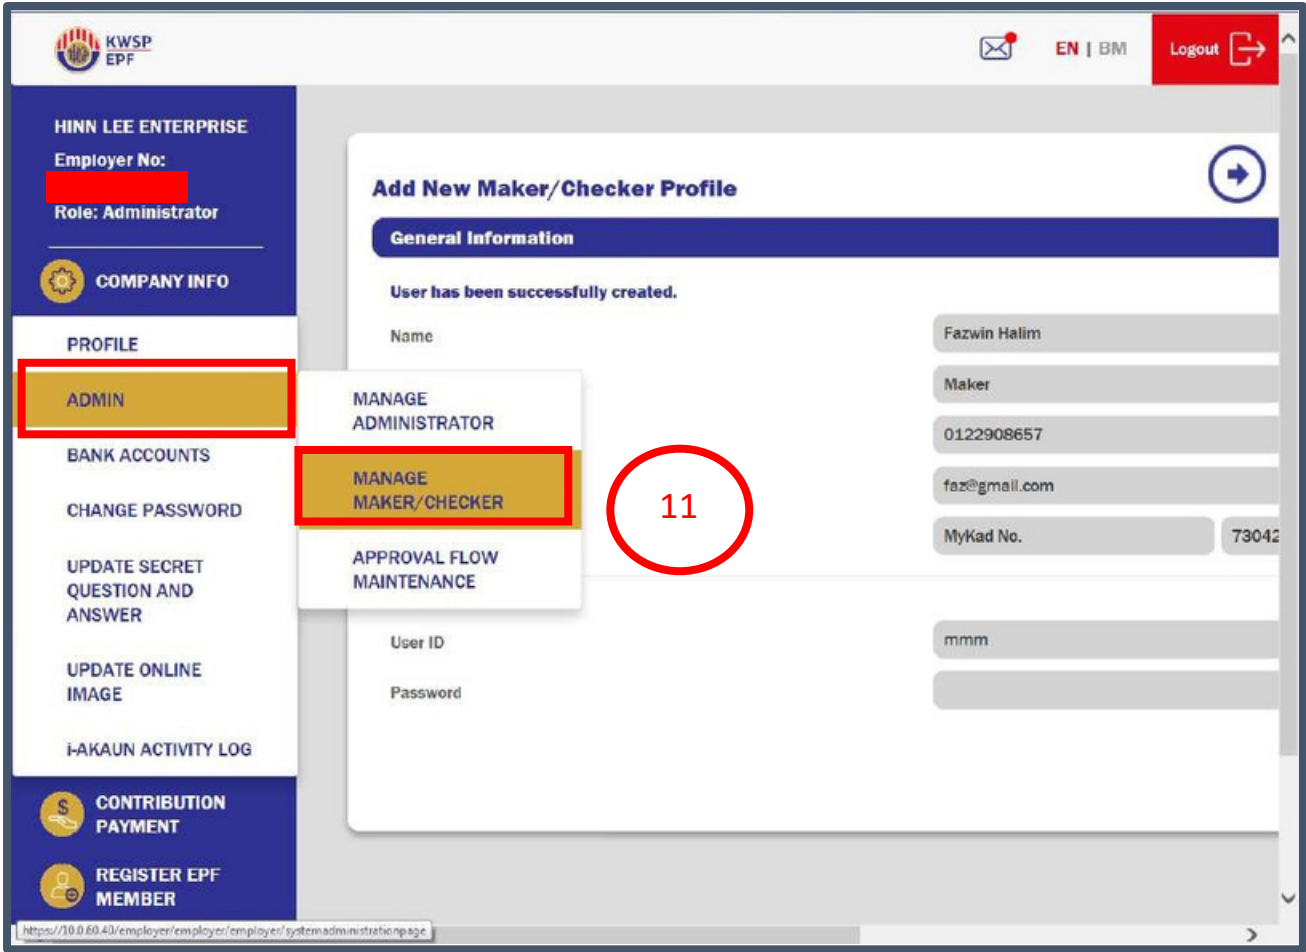 KWSP
EPF
EN | BM
Logout
HINN LEE ENTERPRISE
Employer No:
Role: Administrator
COMPANY INFO
PROFILE
ADMIN
BANK ACCOUNTS
CHANGE PASSWORD
UPDATE SECRET
QUESTION AND
ANSWER
UPDATE ONLINE
IMAGE
i-AKAUN ACTIVITY LOG
CONTRIBUTION
PAYMENT
REGISTER EPF
MEMBER
MANAGE
ADMINISTRATOR
MANAGE
MAKER/CHECKER
APPROVAL FLOW
MAINTENANCE
11
Add New Maker/Checker Profile
General Information
User has been successfully created.
Name
Fazwin Halim
Maker
0122908657
faz@gmail.com
MyKad No.
73042
User ID
mmm
Password
https://10.0.60.40/employer/employer/employer/systemadministrationpage